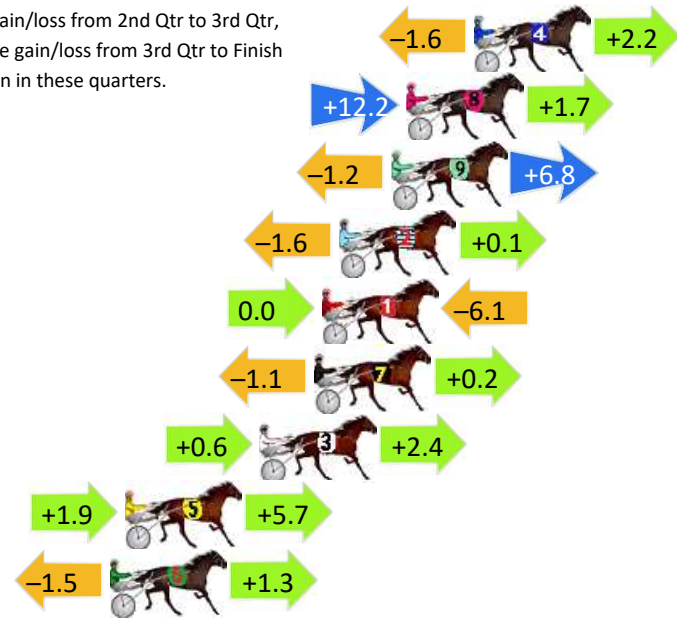 ain/loss from 2nd Qtr to 3rd Qtr,
e gain/loss from 3rd Qtr to Finish
n in these quarters.
–1.6 4 +2.2
+12.2 8 +1.7
–1.2 9 +6.8
–1.6 2 +0.1
0.0 1 –6.1
–1.1 7 +0.2
+0.6 3 +2.4
+1.9 5 +5.7
–1.5 6 +1.3